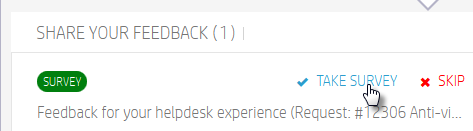 SHARE YOUR FEEDBACK (1)
SURVEY TAKE SURVEY SKIP
Feedback for your helpdesk experience (Request: #12306 Anti-vi...